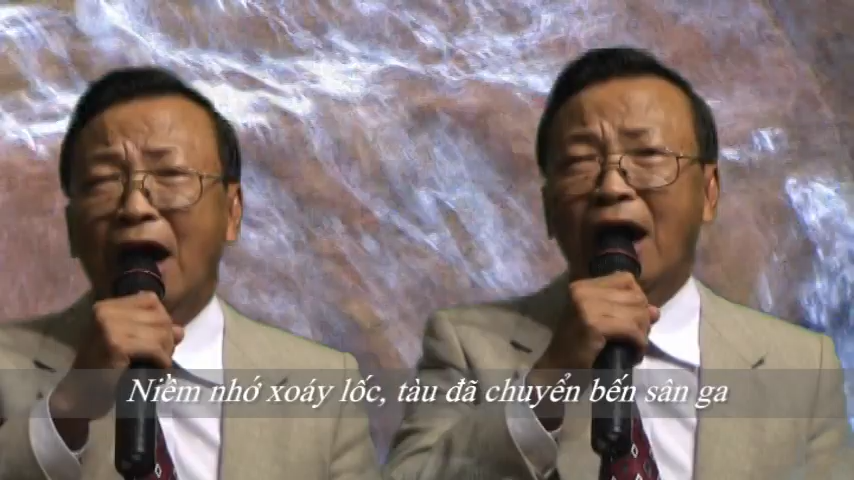 Niềm nhớ xoáy lốc, tàu đã chuyển bến sân ga